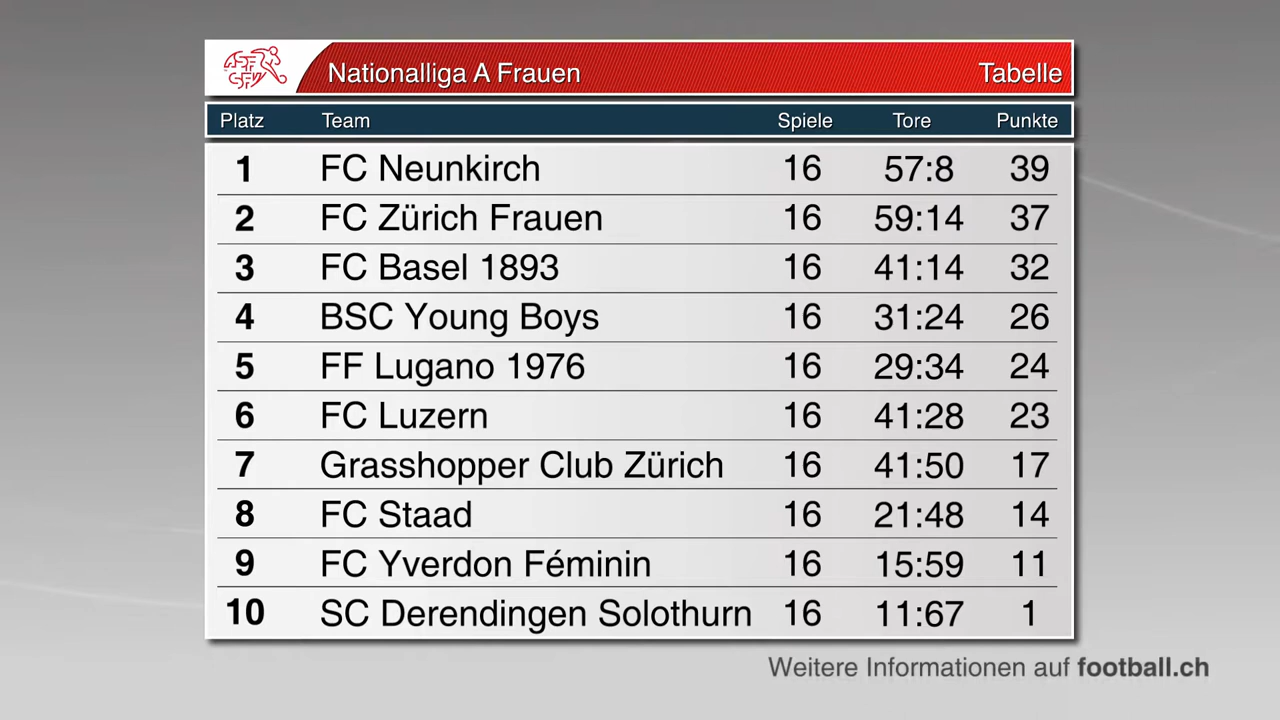 ASF
SFV
Nationalliga A Frauen Tabelle
Platz Team Spiele Tore Punkte
1 FC Neunkirch 16 57:8 39
2 FC Zürich Frauen 16 59:14 37
3 FC Basel 1893 16 41:14 32
4 BSC Young Boys 16 31:24 26
5 FF Lugano 1976 16 29:34 24
6 FC Luzern 16 41:28 23
7 Grasshopper Club Zürich 16 41:50 17
8 FC Staad 16 21:48 14
9 FC Yverdon Féminin 16 15:59 11
10 SC Derendingen Solothurn 16 11:67 1
Weitere Informationen auf football.ch